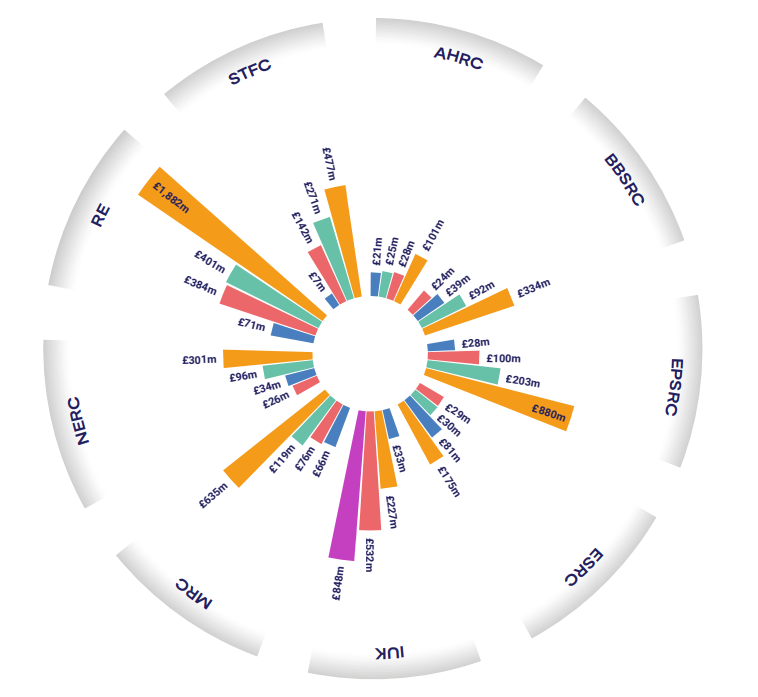 AHRC
£21m
£25m
£28m
£101m
BBSRC
£24m
£39m
£92m
£334m
EPSRC
£28m
£100m
£203m
£880m
ESRC
£29m
£30m
£81m
£175m
IUK
£33m
£227m
£532m
£848m
MRC
£66m
£76m
£119m
£635m
NERC
£26m
£34m
£96m
£301m
RE
£71m
£384m
£401m
£1,882m
STFC
£7m
£142m
£271m
£477m